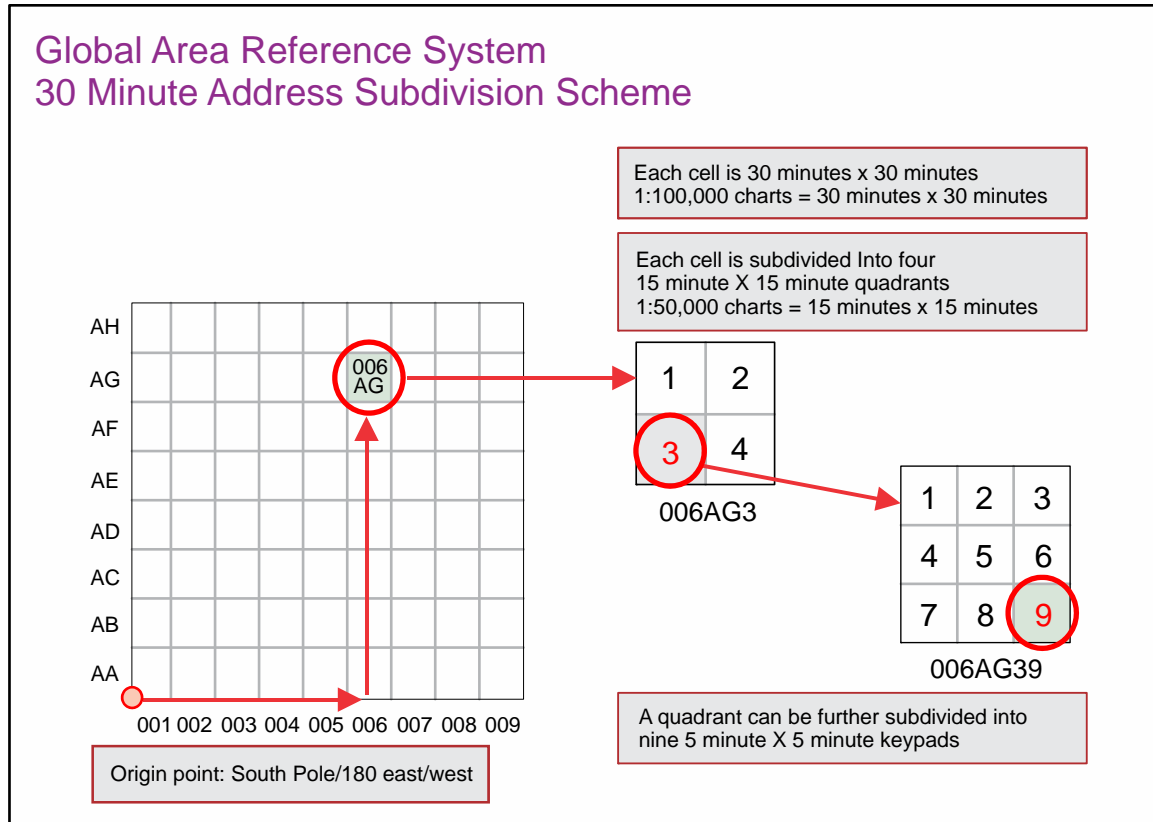 Global Area Reference System
30 Minute Address Subdivision Scheme
Each cell is 30 minutes x 30 minutes
1:100,000 charts = 30 minutes x 30 minutes
Each cell is subdivided Into four
15 minute X 15 minute quadrants
1:50,000 charts = 15 minutes x 15 minutes
AH
AG
AF
AE
AD
AC
AB
AA
006
AG
001 002 003 004 005 006 007 008 009
Origin point: South Pole/180 east/west
1 2
3 4
006AG3
1 2 3
4 5 6
7 8 9
006AG39
A quadrant can be further subdivided into
nine 5 minute X 5 minute keypads